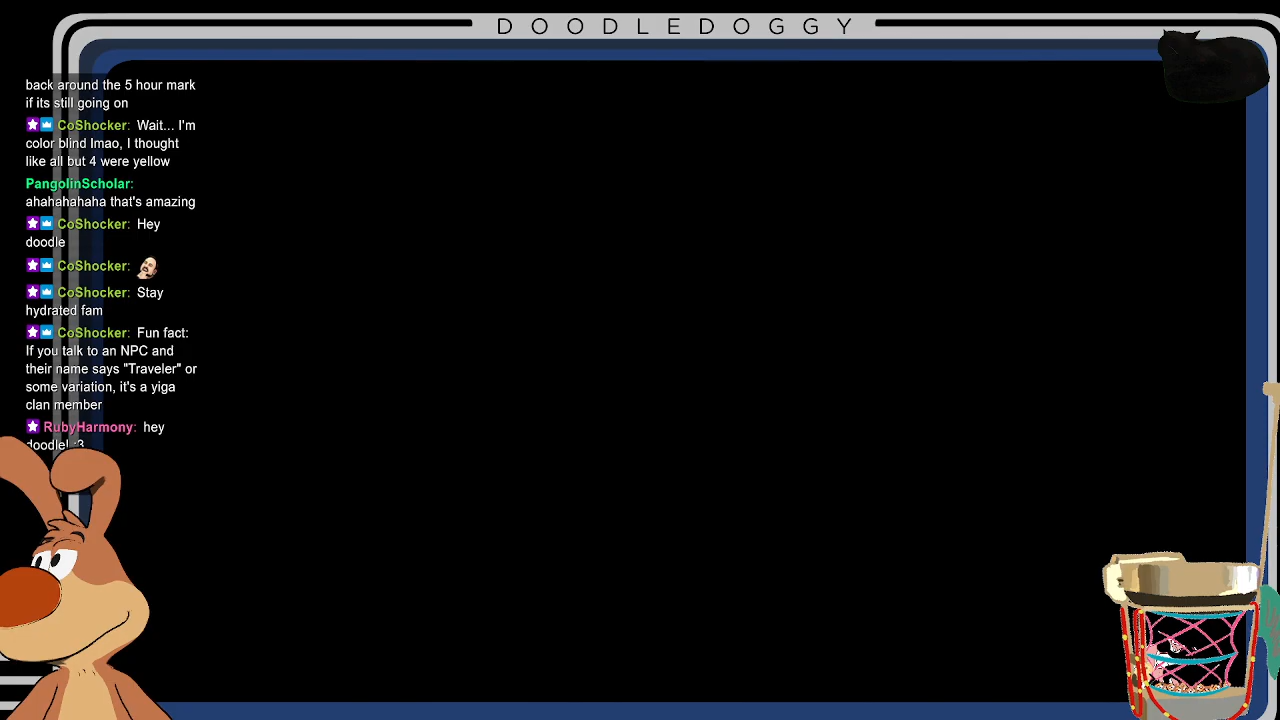 DOODLEDOGGY
back around the 5 hour mark
if its still going on
CoShocker: Wait... I'm
color blind lmao, I thought
like all but 4 were yellow
PangolinScholar:
ahahahahaha that's amazing
CoShocker: Hey
doodle
CoShocker:
CoShocker: Stay
hydrated fam
CoShocker: Fun fact:
If you talk to an NPC and
their name says "Traveler" or
some variation, it's a yiga
clan member
RubyHarmony: hey
doodle! :3